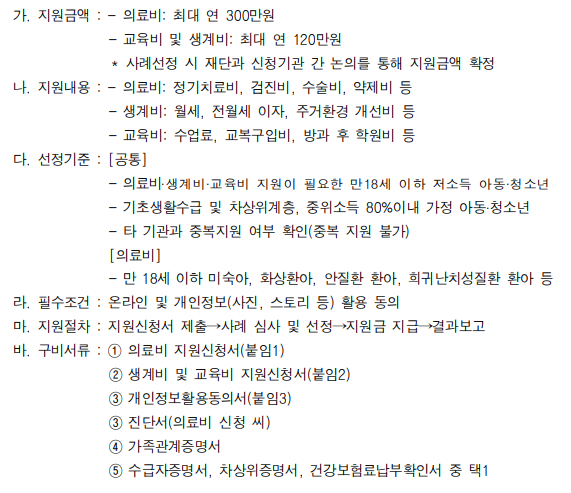 가. 지원금액 : - 의료비: 최대 연 300만원
- 교육비 및 생계비: 최대 연 120만원
* 사례선정 시 재단과 신청기관 간 논의를 통해 지원금액 확정
나. 지원내용 : - 의료비: 정기치료비, 검진비, 수술비, 약제비 등
- 생계비: 월세, 전월세 이자, 주거환경 개선비 등
- 교육비: 수업료, 교복구입비, 방과 후 학원비 등
다. 선정기준 : [공통]
- 의료비·생계비·교육비 지원이 필요한 만18세 이하 저소득 아동·청소년
- 기초생활수급 및 차상위계층, 중위소득 80%이내 가정 아동·청소년
- 타 기관과 중복지원 여부 확인(중복 지원 불가)
[의료비]
- 만 18세 이하 미숙아, 화상환아, 안질환 환아, 희귀난치성질환 환아 등
라. 필수조건 : 온라인 및 개인정보(사진, 스토리 등) 활용 동의
마. 지원절차 : 지원신청서 제출→사례 심사 및 선정→지원금 지급→결과보고
바. 구비서류 : ① 의료비 지원신청서(붙임1)
② 생계비 및 교육비 지원신청서(붙임2)
③ 개인정보활용동의서(붙임3)
③ 진단서(의료비 신청 씨)
④ 가족관계증명서
⑤ 수급자증명서, 차상위증명서, 건강보험료납부확인서 중 택1